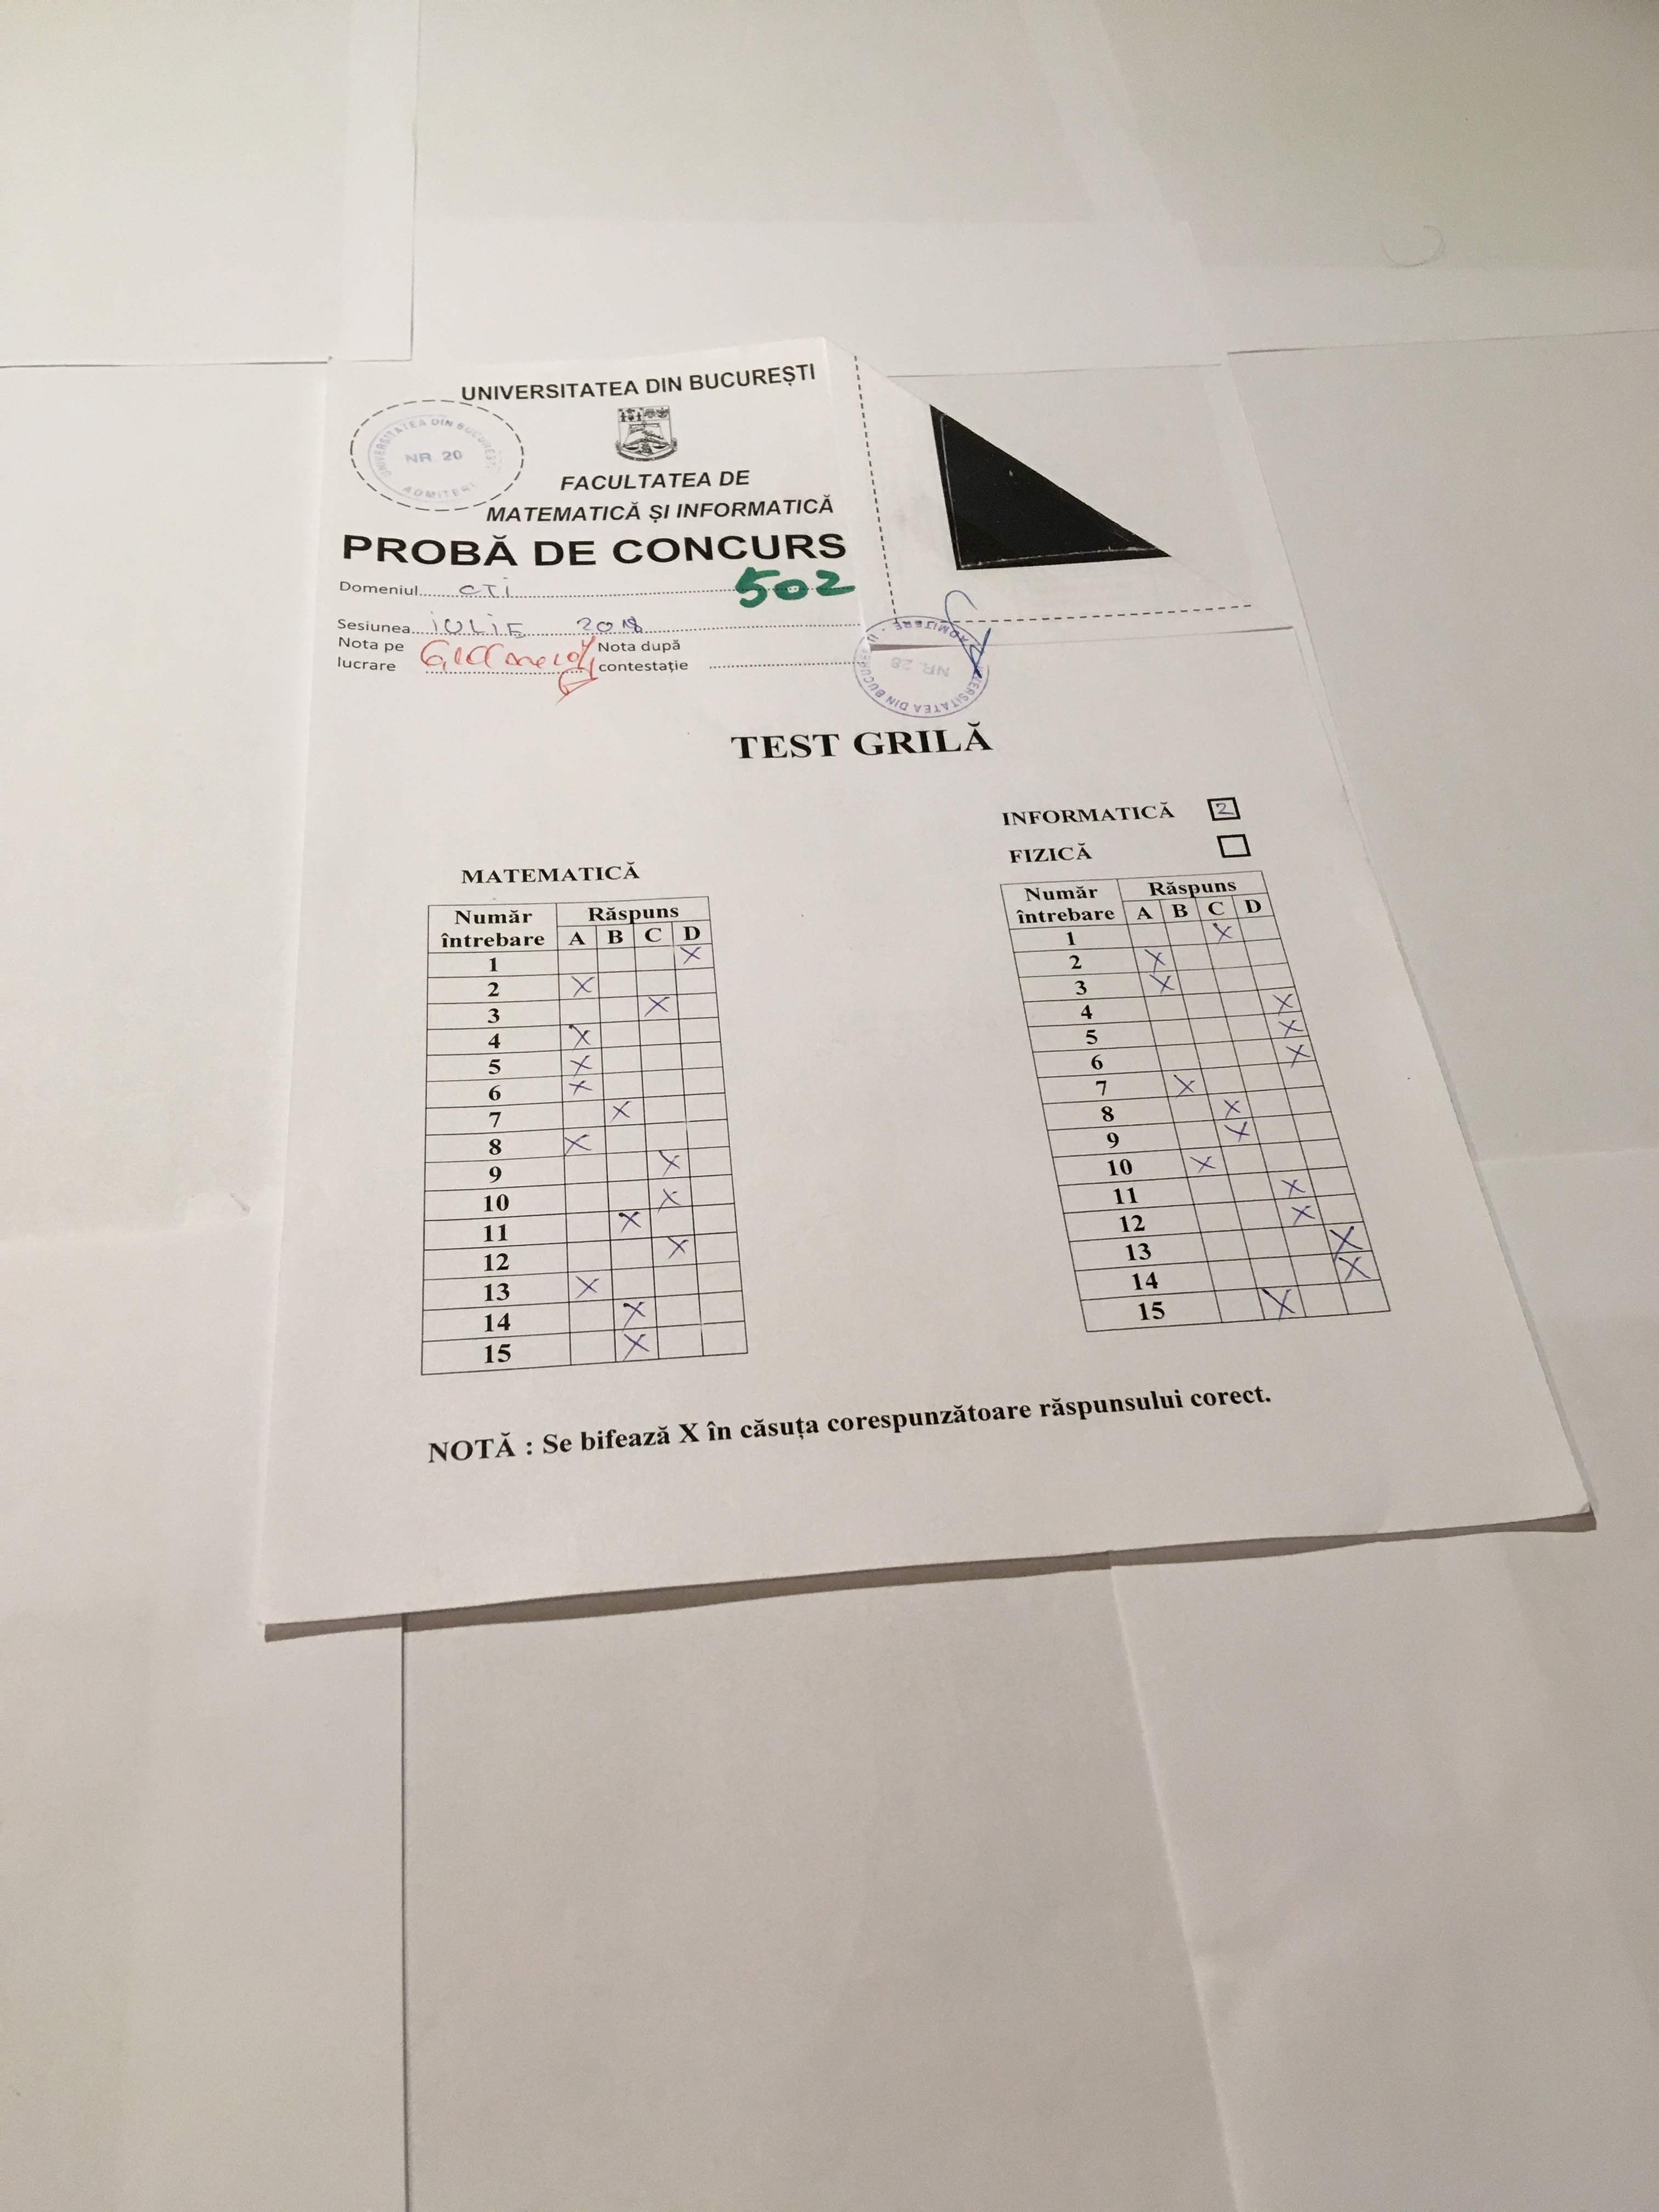 UNIVERSITATEA DIN BUCUREȘTI
UNIVERSITATEA DIN BUCUREȘTI
NR. 20
ADMITERE
FACULTATEA DE
MATEMATICĂ ȘI INFORMATICĂ
PROBĂ DE CONCURS
Domeniul CTI 502
Sesiunea IULIE 2018
Nota pe lucrare
Nota după contestație
ADMITERE
NR. 28
UNIVERSITATEA DIN BUCUREȘTI
TEST GRILĂ
INFORMATICĂ 2
FIZICĂ
MATEMATICĂ
Număr întrebare Răspuns
A B C D
1 X
2 X
3 X
4 X
5 X
6 X
7 X
8 X
9 X
10 X
11 X
12 X
13 X
14 X
15 X
Număr întrebare Răspuns
A B C D
1 X
2 X
3 X
4 X
5 X
6 X
7 X
8 X
9 X
10 X
11 X
12 X
13 X
14 X
15 X
NOTĂ : Se bifează X în căsuța corespunzătoare răspunsului corect.